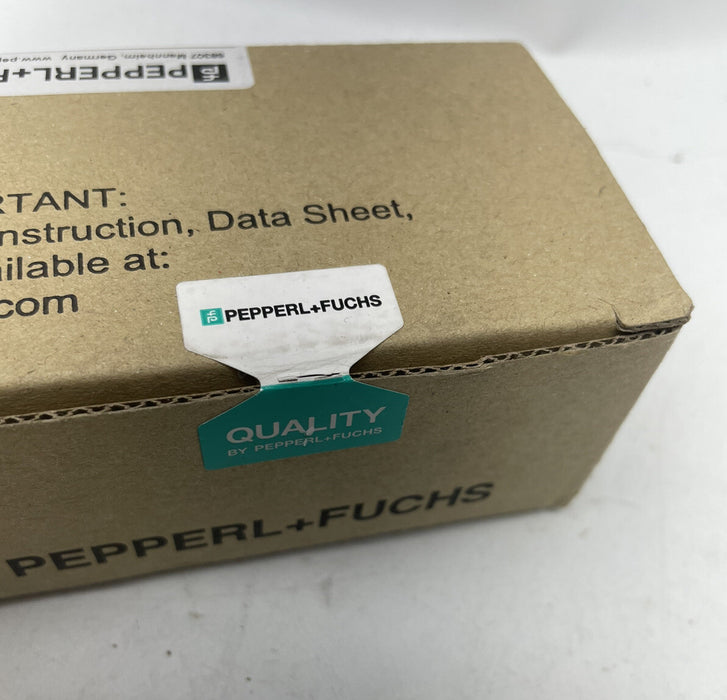 PEPPERL+F
68307 Mannheim, Germany www.pe
RTANT:
nstruction, Data Sheet,
ailable at:
.com
PEPPERL+FUCHS
QUALITY
BY PEPPERL+FUCHS
PEPPERL+FUCHS